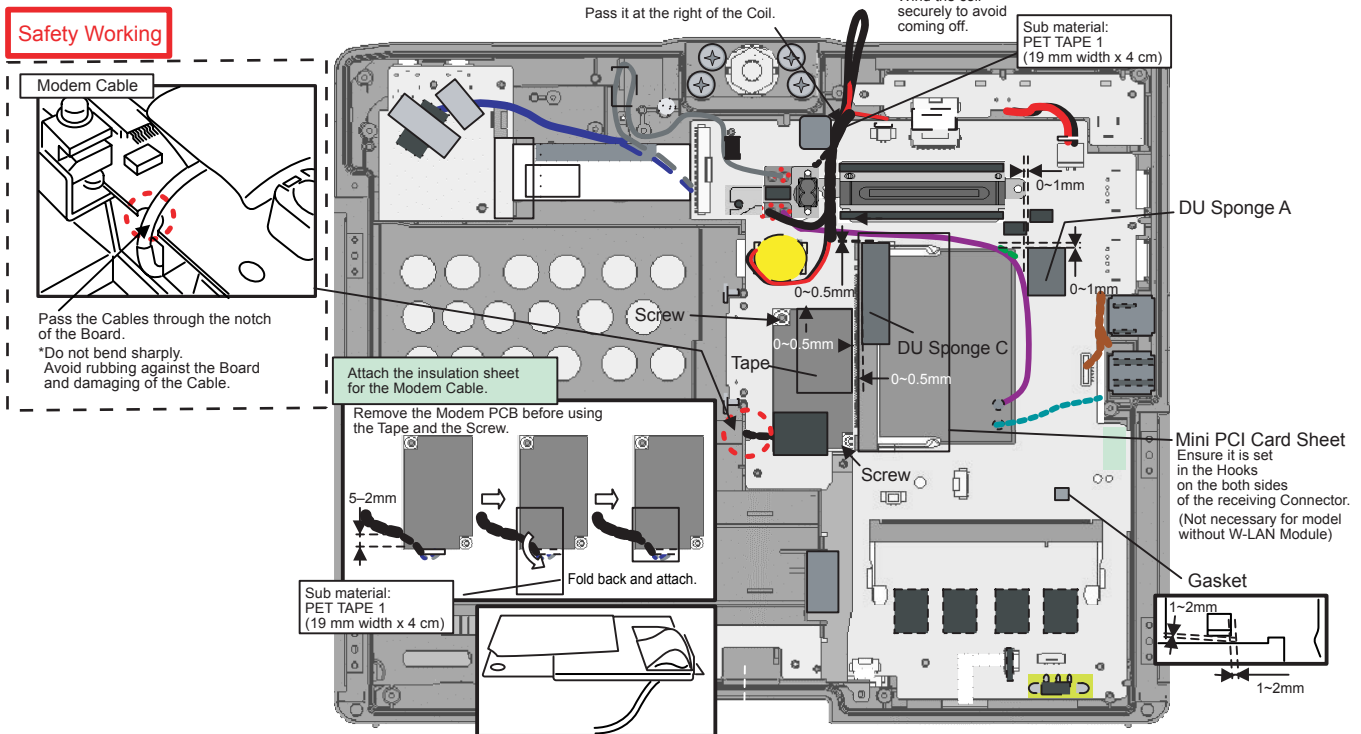 Safety Working
Modem Cable
Pass the Cables through the notch
of the Board.
*Do not bend sharply.
Avoid rubbing against the Board
and damaging of the Cable.
Pass it at the right of the Coil.
securely to avoid
coming off.
Sub material:
PET TAPE 1
(19 mm width x 4 cm)
0~1mm
DU Sponge A
0~1mm
0~0.5mm
Screw
0~0.5mm
DU Sponge C
Tape
0~0.5mm
Attach the insulation sheet
for the Modem Cable.
Remove the Modem PCB before using
the Tape and the Screw.
5–2mm
Fold back and attach.
Sub material:
PET TAPE 1
(19 mm width x 4 cm)
Screw
Mini PCI Card Sheet
Ensure it is set
in the Hooks
on the both sides
of the receiving Connector.
(Not necessary for model
without W-LAN Module)
Gasket
1~2mm
1~2mm